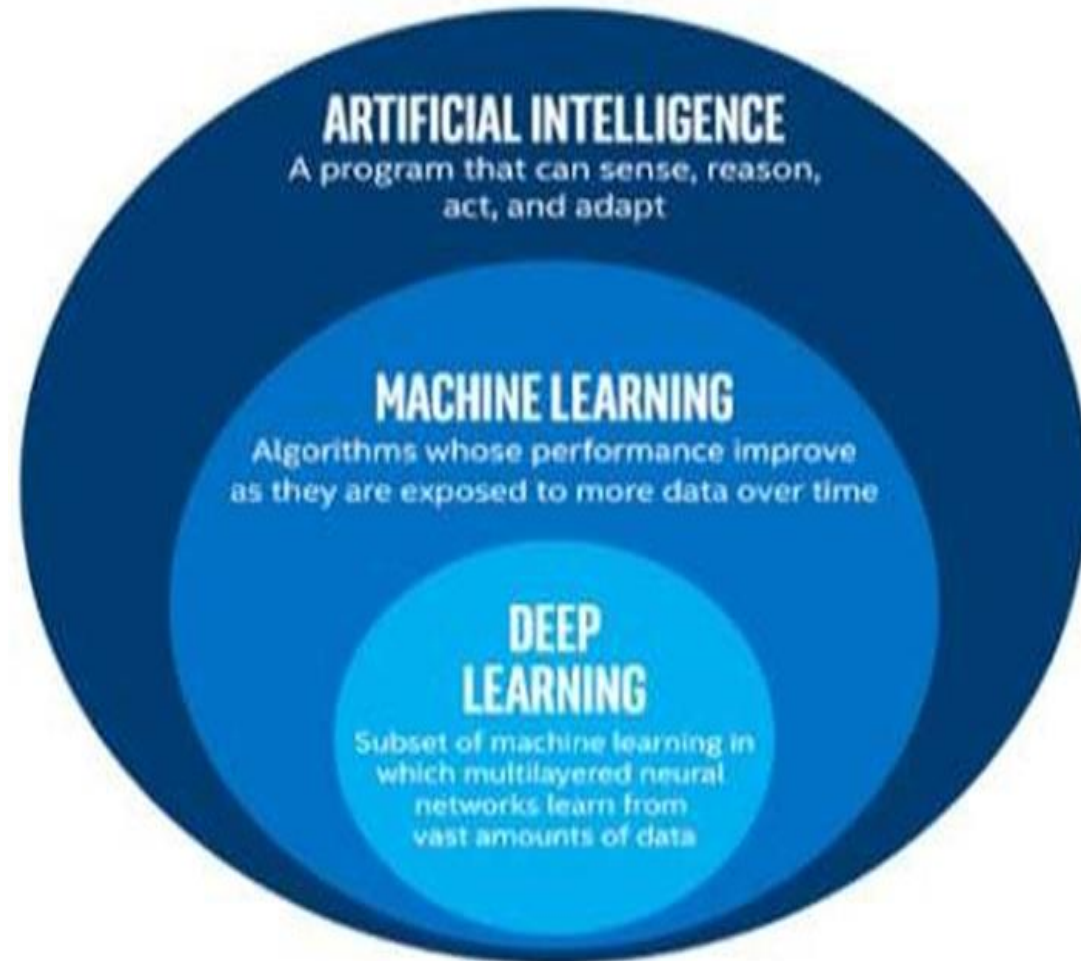 ARTIFICIAL INTELLIGENCE
A program that can sense, reason,
act, and adapt
MACHINE LEARNING
Algorithms whose performance improve
as they are exposed to more data over time
DEEP
LEARNING
Subset of machine learning in
which multilayered neural
networks learn from
vast amounts of data